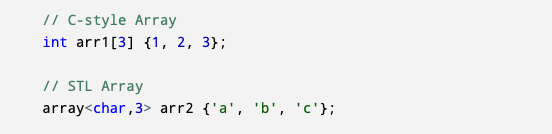 // C-style Array
int arr1[3] {1, 2, 3};
// STL Array
array<char,3> arr2 {'a', 'b', 'c'};